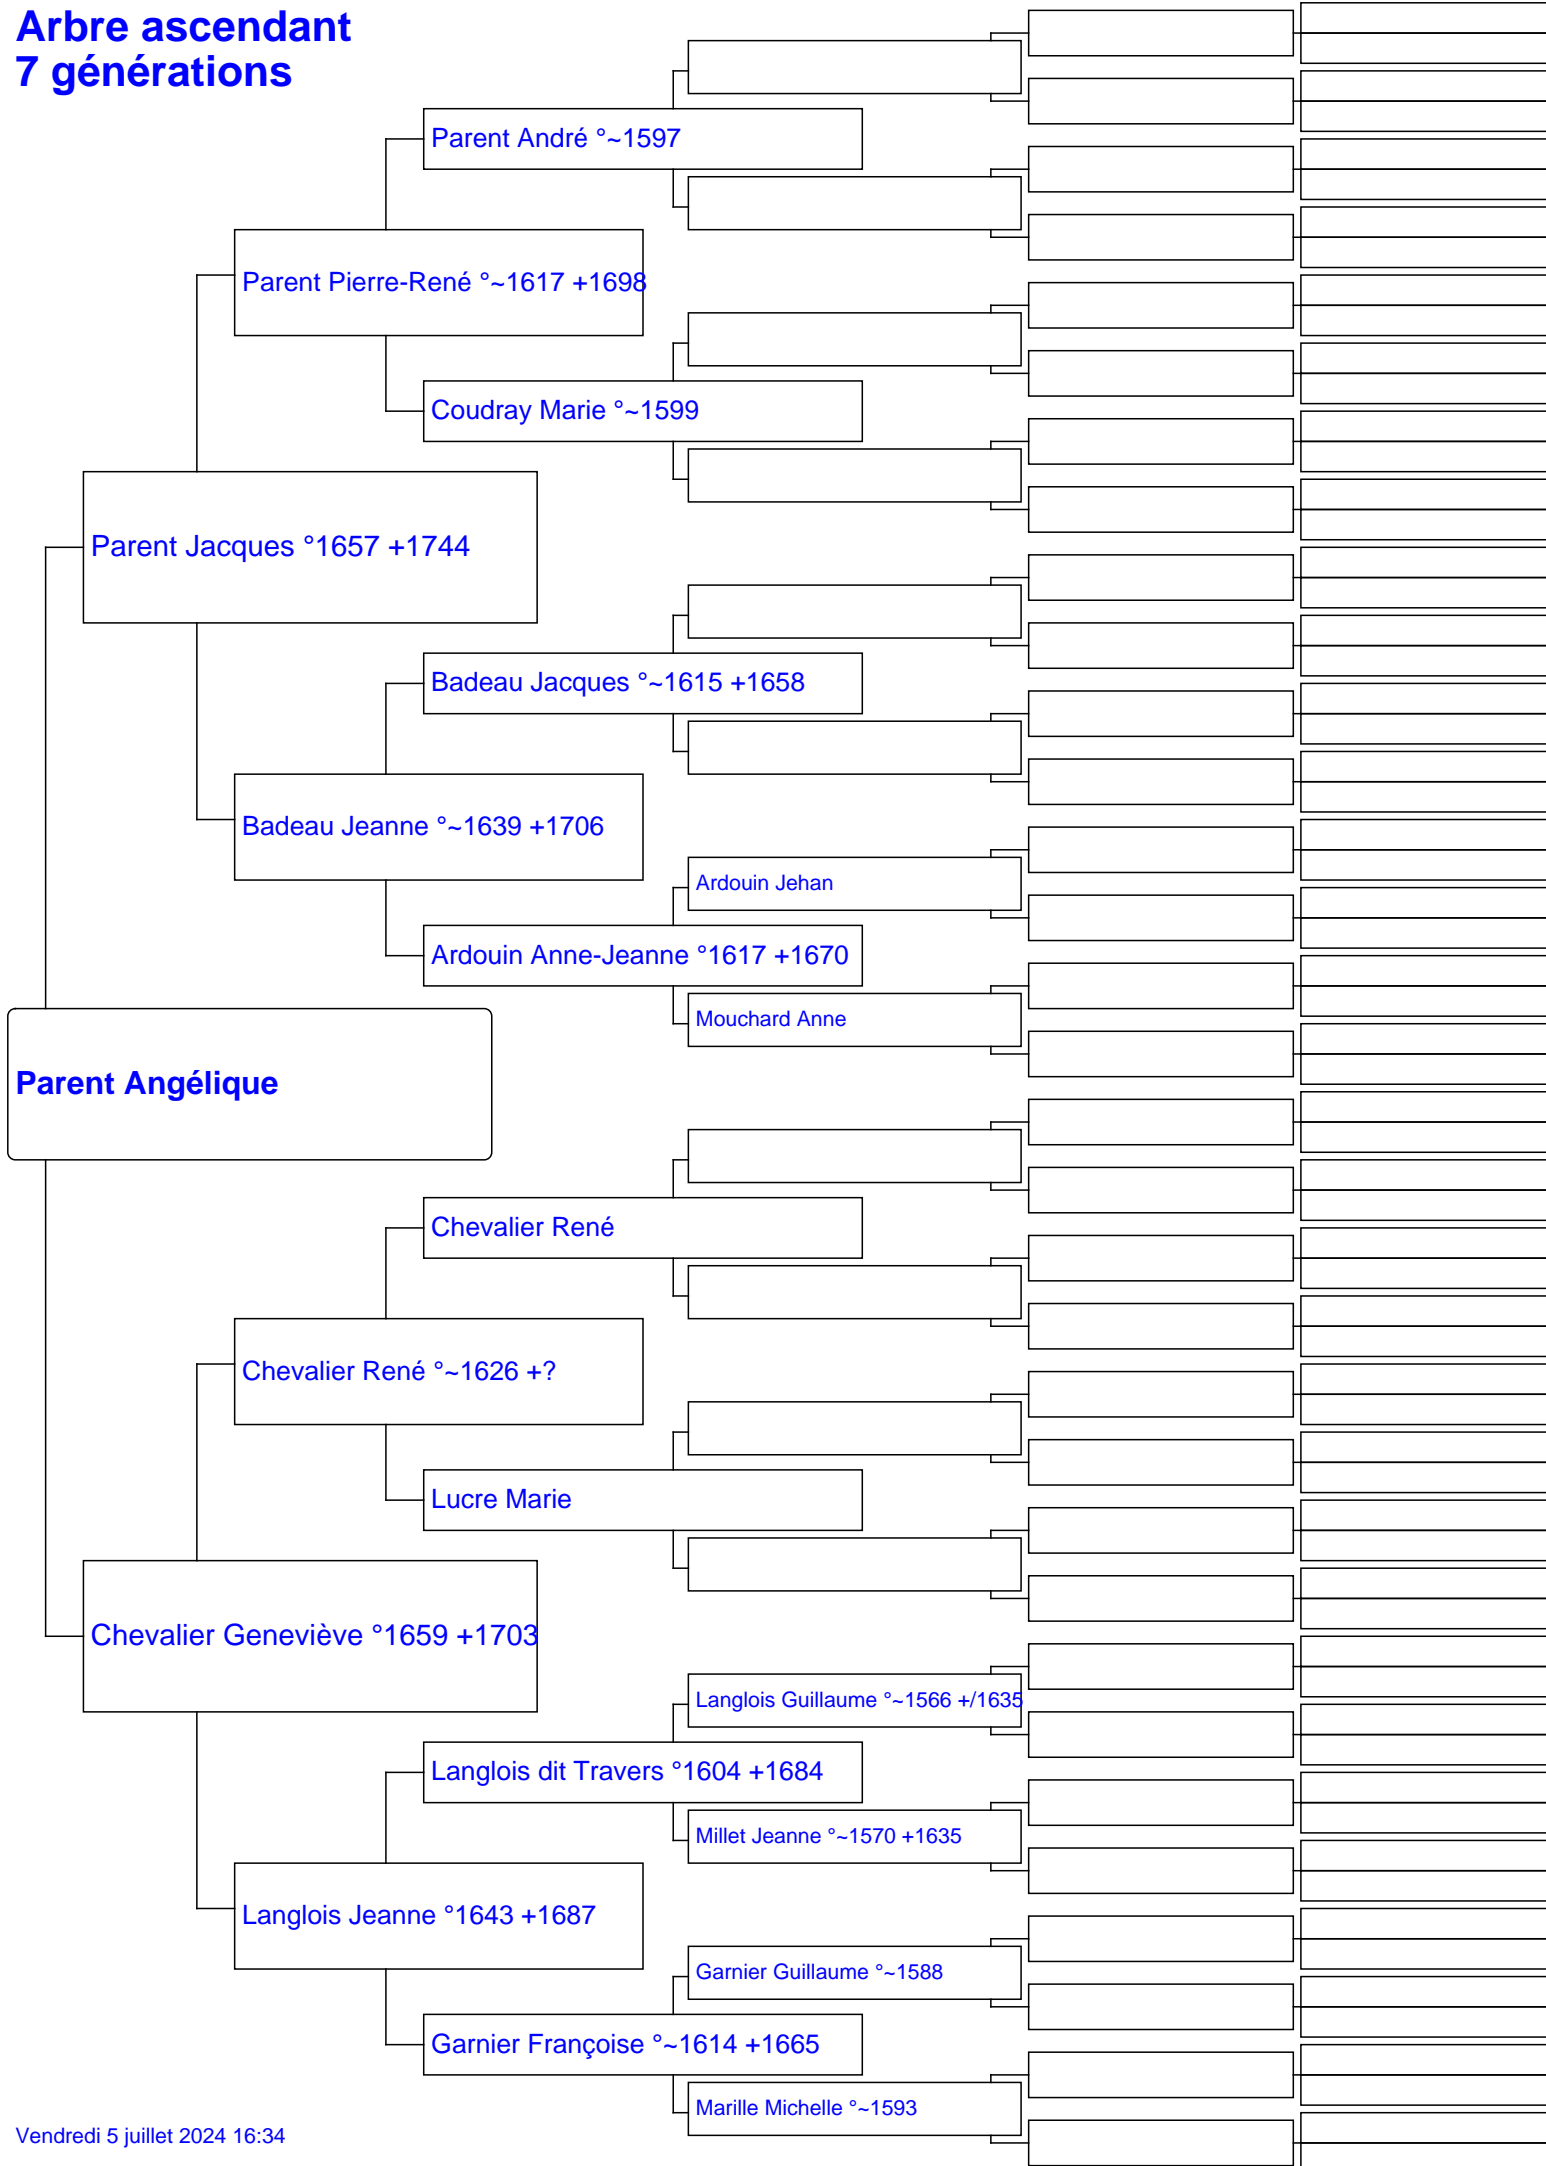 Arbre ascendant
7 générations
Parent André °~1597
Parent Pierre-René °~1617 +1698
Coudray Marie °~1599
Parent Jacques °1657 +1744
Badeau Jacques °~1615 +1658
Badeau Jeanne °~1639 +1706
Ardouin Jehan
Ardouin Anne-Jeanne °1617 +1670
Mouchard Anne
Parent Angélique
Chevalier René
Chevalier René °~1626 +?
Lucre Marie
Chevalier Geneviève °1659 +1703
Langlois Guillaume °~1566 +/1635
Langlois dit Travers °1604 +1684
Millet Jeanne °~1570 +1635
Langlois Jeanne °1643 +1687
Garnier Guillaume °~1588
Garnier Françoise °~1614 +1665
Marille Michelle °~1593
Vendredi 5 juillet 2024 16:34